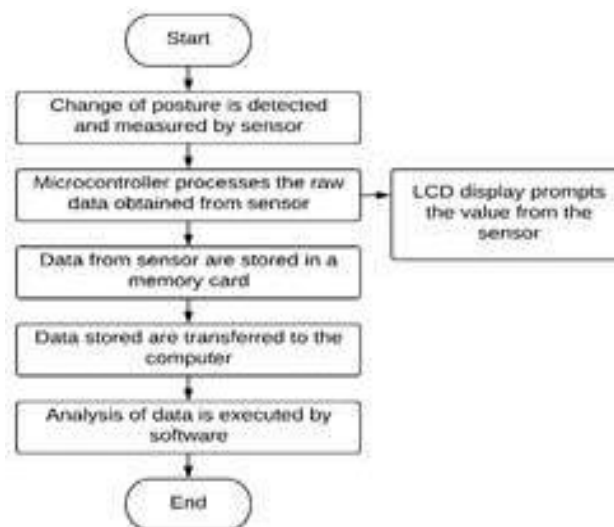 Start
Change of posture is detected
and measured by sensor
Microcontroller processes the raw
data obtained from sensor
LCD display prompts
the value from the
sensor
Data from sensor are stored in a
memory card
Data stored are transferred to the
computer
Analysis of data is executed by
software
End